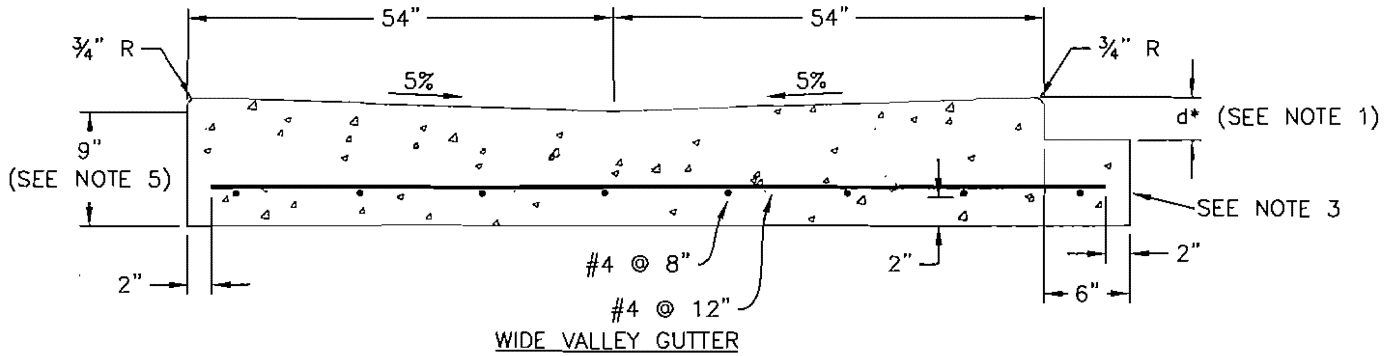 54" 54"
¾" R ¾" R
5% 5%
d* (SEE NOTE 1)
9"
(SEE NOTE 5)
SEE NOTE 3
#4 @ 8" 2" 2"
2" 6"
#4 @ 12"
WIDE VALLEY GUTTER